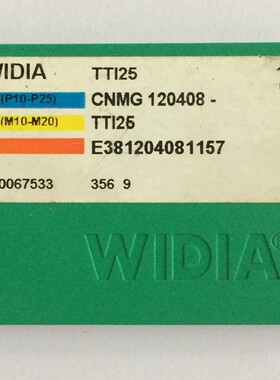 WIDIA TTI25
(P10-P25) CNMG 120408 -
(M10-M20) TTI25
E381204081157
0067533 356 9
WIDIA